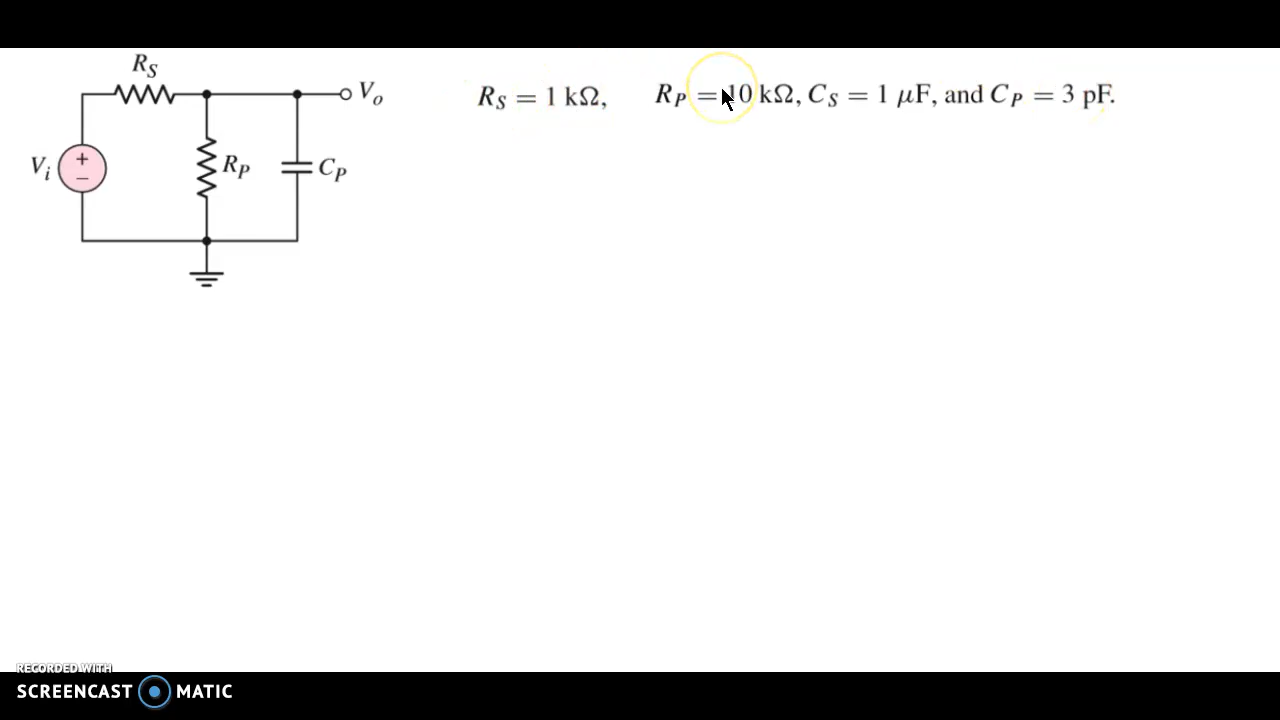 R_S
V_o
R_S = 1 kΩ, R_P = 10 kΩ, C_S = 1 μF, and C_P = 3 pF.
V_i
+
−
R_P
C_P
RECORDED WITH
SCREENCAST MATIC